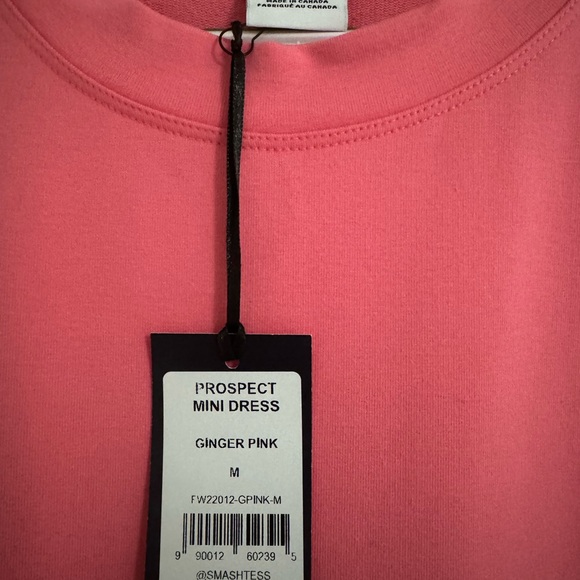 MADE IN CANADA
FABRIQUÉ AU CANADA
PROSPECT
MINI DRESS
GINGER PINK
M
FW22012-GPINK-M
9 90012 60239 5
@SMASHTESS